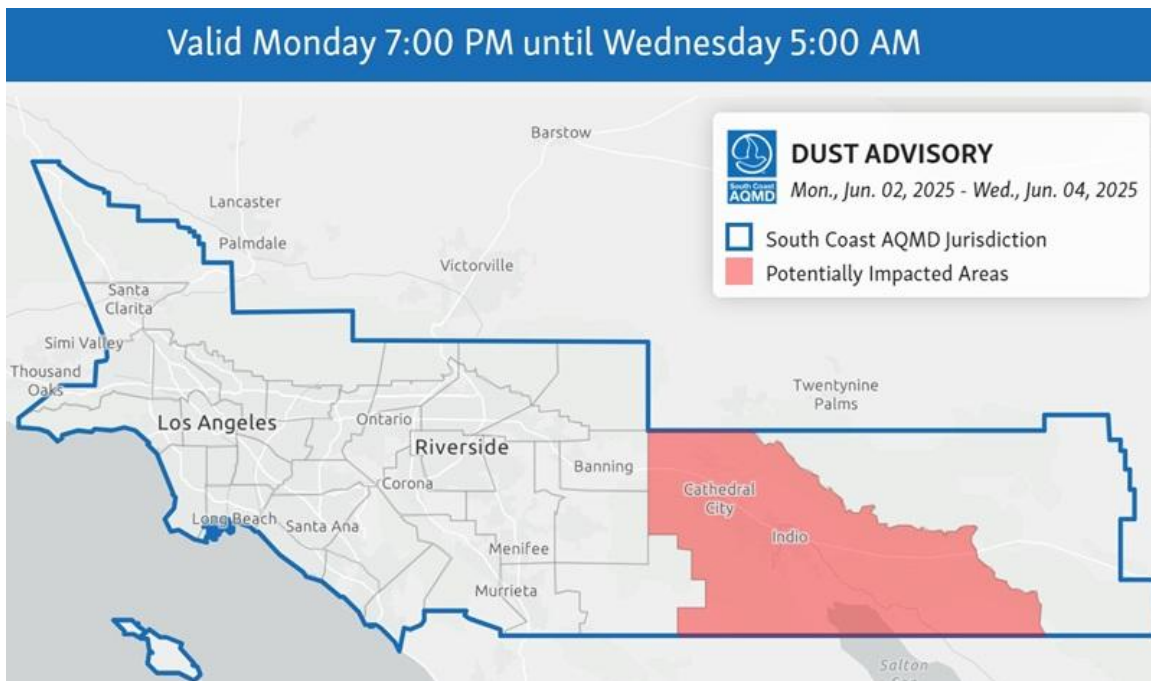 Valid Monday 7:00 PM until Wednesday 5:00 AM
Barstow
DUST ADVISORY
South Coast
AQMD
Mon., Jun. 02, 2025 - Wed., Jun. 04, 2025
South Coast AQMD Jurisdiction
Potentially Impacted Areas
Lancaster
Palmdale
Victorville
Santa
Clarita
Simi Valley
Thousand
Oaks
Twentynine
Palms
Los Angeles
Ontario
Riverside
Banning
Corona
Cathedral
City
Long Beach
Santa Ana
Indio
Menifee
Murrieta
Salton